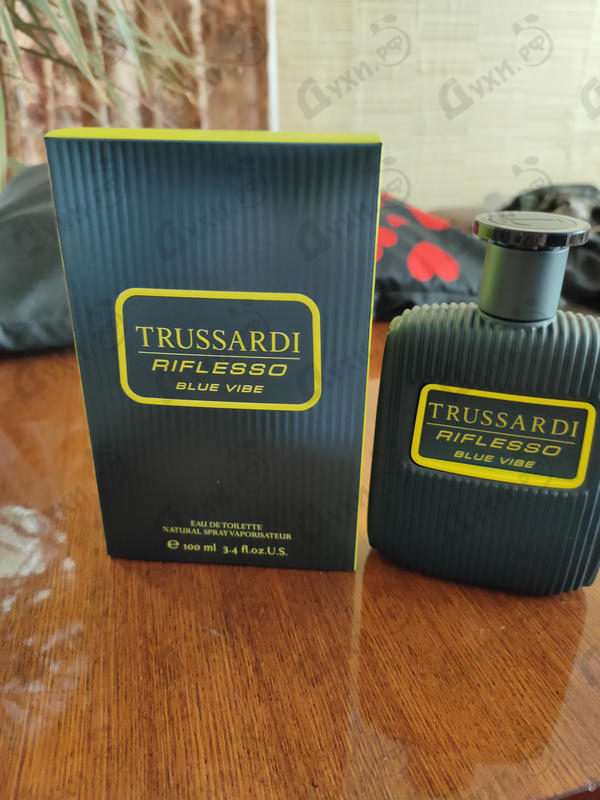 TRUSSARDI
RIFLESSO
BLUE VIBE
EAU DE TOILETTE
NATURAL SPRAY VAPORISATEUR
e 100 ml 3.4 fl.oz.U.S.
TRUSSARDI
RIFLESSO
BLUE VIBE
Духи.РФ